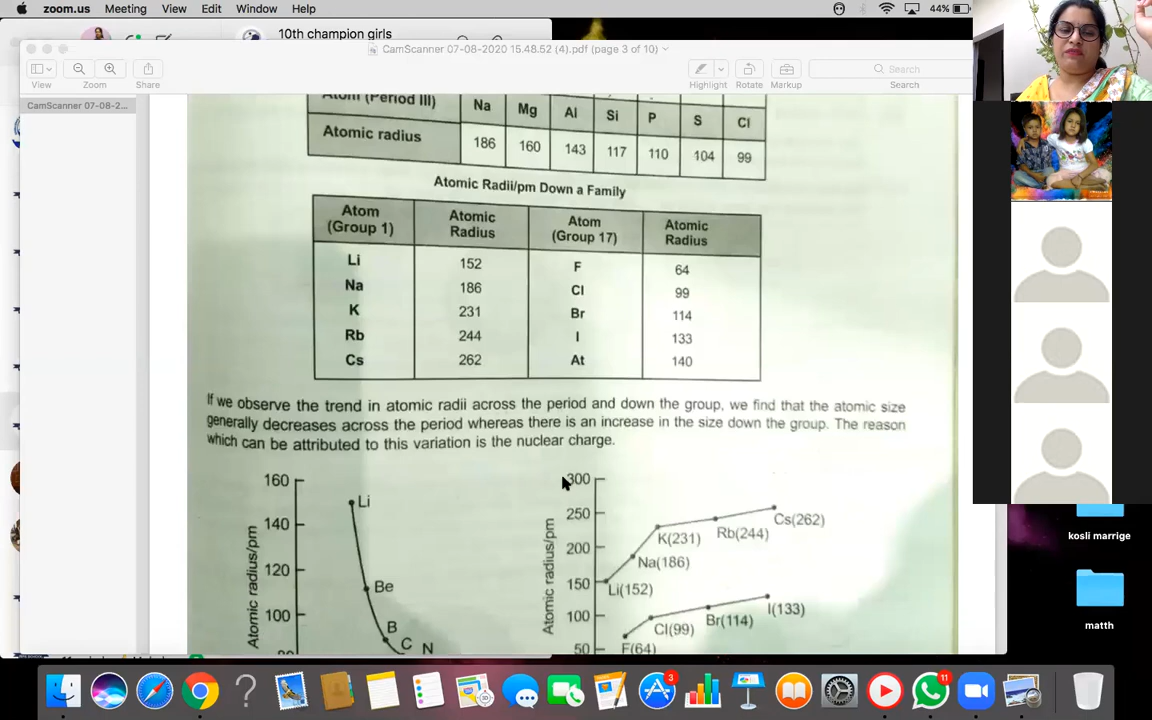 zoom.us Meeting View Edit Window Help
44%
10th champion girls
CamScanner 07-08-2020 15.48.52 (4).pdf (page 3 of 10)
View Zoom Share Highlight Rotate Markup Search
Search
CamScanner 07-08-2...
Atom (Period III) Na Mg Al Si P S Cl
Atomic radius 186 160 143 117 110 104 99
Atomic Radii/pm Down a Family
Atom (Group 1) Atomic Radius Atom (Group 17) Atomic Radius
Li 152 F 64
Na 186 Cl 99
K 231 Br 114
Rb 244 I 133
Cs 262 At 140
If we observe the trend in atomic radii across the period and down the group, we find that the atomic size
generally decreases across the period whereas there is an increase in the size down the group. The reason
which can be attributed to this variation is the nuclear charge.
160
140
120
100
Atomic radius/pm
Li
Be
B
C N
300
250
200
150
100
50
Atomic radius/pm
Li(152)
Na(186)
K(231)
Rb(244)
Cs(262)
F(64)
Cl(99)
Br(114)
I(133)
kosli marrige
matth
3
11